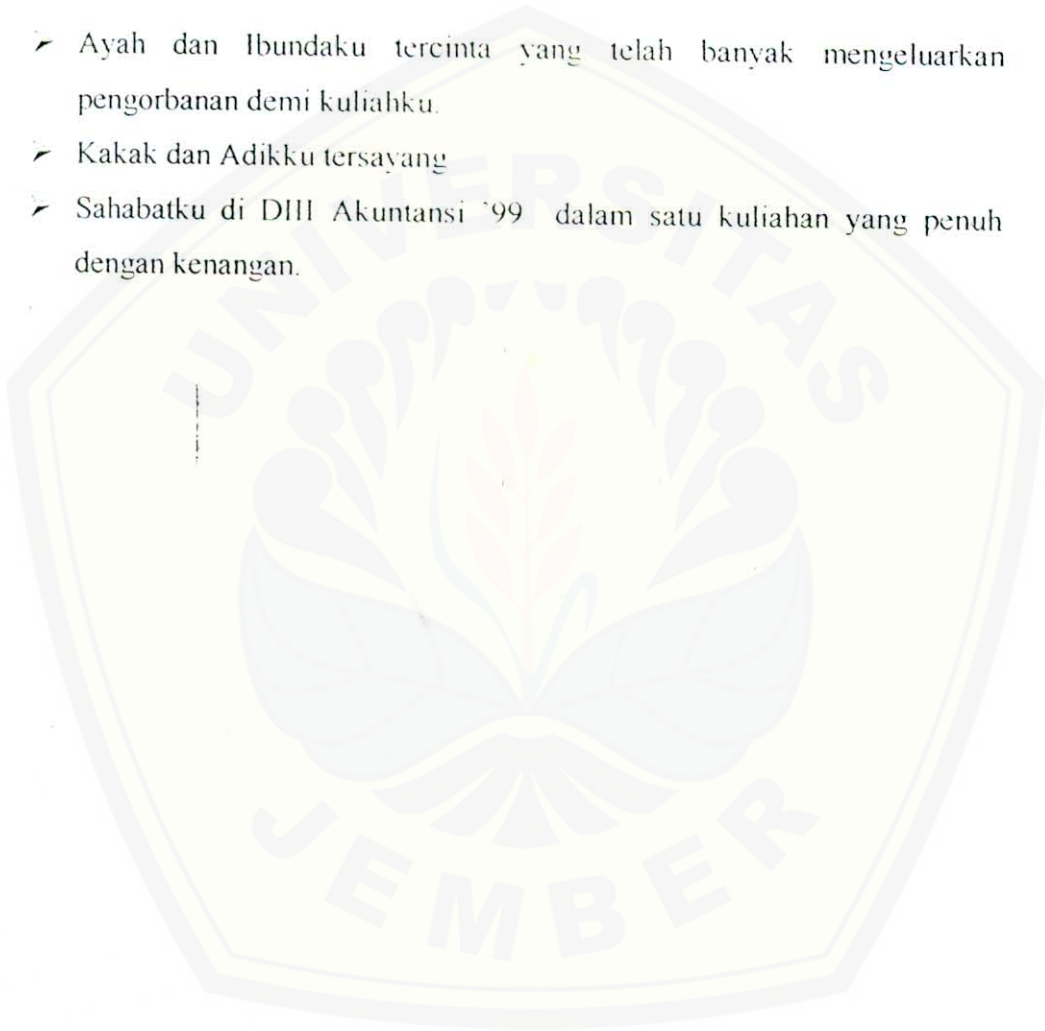 ➢ Ayah dan Ibundaku tercinta yang telah banyak mengeluarkan
pengorbanan demi kuliahku.
➢ Kakak dan Adikku tersayang
➢ Sahabatku di DIII Akuntansi '99 dalam satu kuliahan yang penuh
dengan kenangan.
UNIVERSITAS
JEMBER